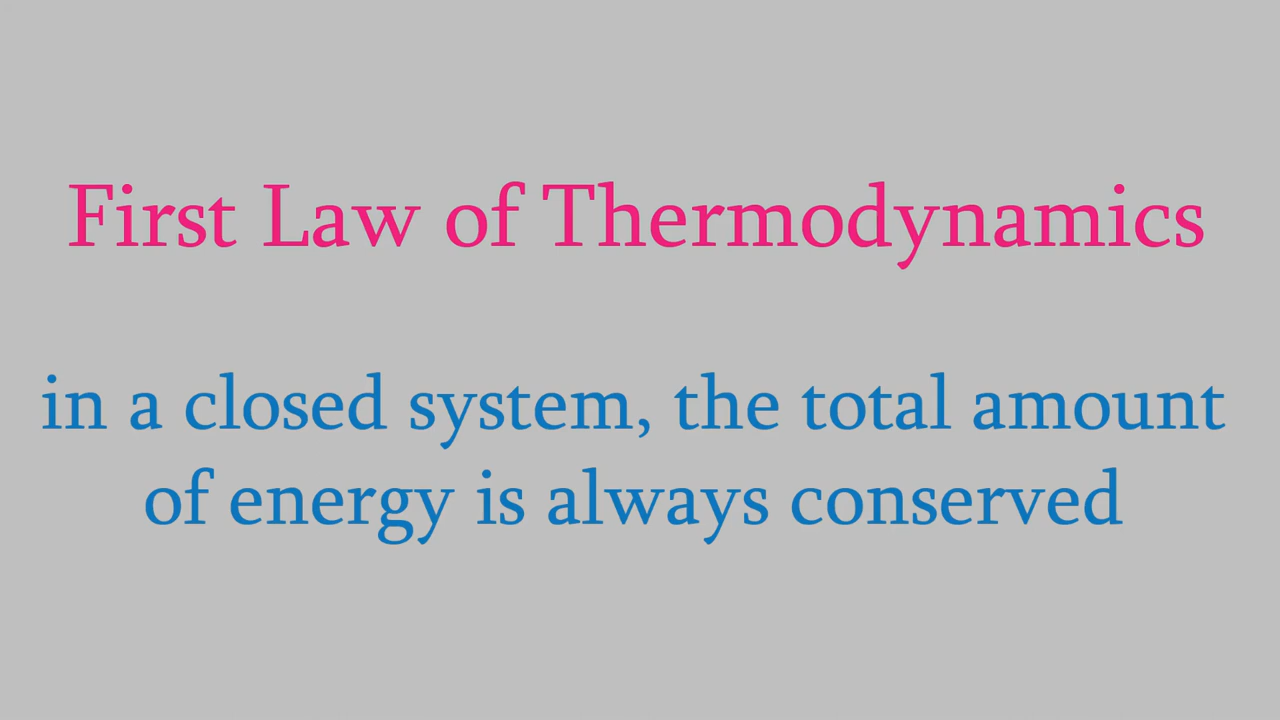 First Law of Thermodynamics
in a closed system, the total amount
of energy is always conserved